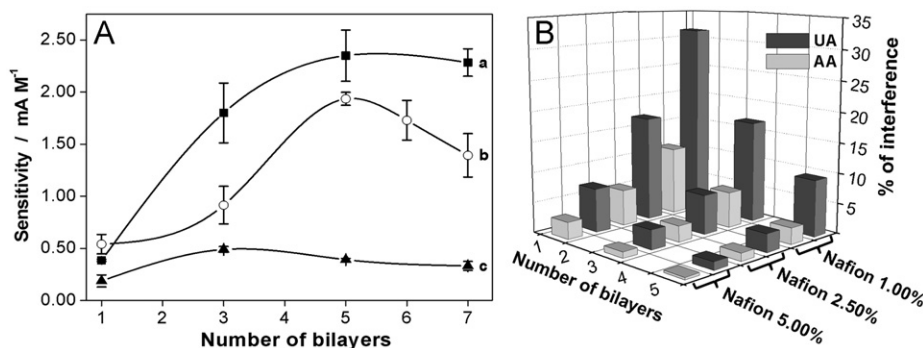 A
Sensitivity / mA M⁻¹
2.50
2.00
1.50
1.00
0.50
0.00
1
2
3
4
5
6
7
Number of bilayers
a
b
c
B
UA
AA
% of interference
35
30
25
20
15
10
5
1
2
3
4
5
Number of bilayers
Nafion 1.00%
Nafion 2.50%
Nafion 5.00%